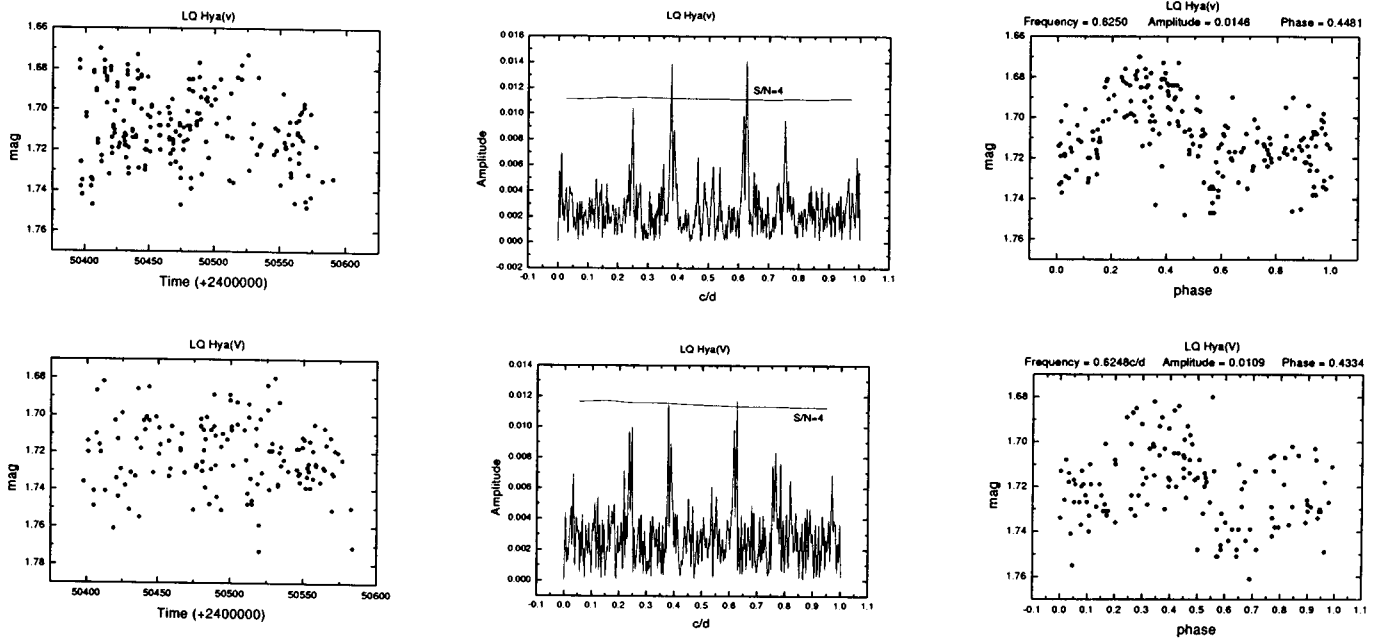 LQ Hya(v)
1.66
1.68
1.70
1.72
1.74
1.76
mag
50400 50450 50500 50550 50600
Time (+2400000)
LQ Hya(v)
0.016
0.014
0.012
0.010
0.008
0.006
0.004
0.002
0.000
-0.002
Amplitude
S/N=4
-0.1 0.0 0.1 0.2 0.3 0.4 0.5 0.6 0.7 0.8 0.9 1.0 1.1
c/d
LQ Hya(v)
Frequency = 0.6250 Amplitude = 0.0146 Phase = 0.4481
1.66
1.68
1.70
1.72
1.74
1.76
mag
0.0 0.2 0.4 0.6 0.8 1.0
phase
LQ Hya(V)
1.68
1.70
1.72
1.74
1.76
1.78
mag
50400 50450 50500 50550 50600
Time (+2400000)
LQ Hya(V)
0.014
0.012
0.010
0.008
0.006
0.004
0.002
0.000
Amplitude
S/N=4
-0.1 0.0 0.1 0.2 0.3 0.4 0.5 0.6 0.7 0.8 0.9 1.0 1.1
c/d
LQ Hya(V)
Frequency = 0.6248c/d Amplitude = 0.0109 Phase = 0.4334
1.68
1.70
1.72
1.74
1.76
mag
-0.1 0.0 0.1 0.2 0.3 0.4 0.5 0.6 0.7 0.8 0.9 1.0 1.1
phase